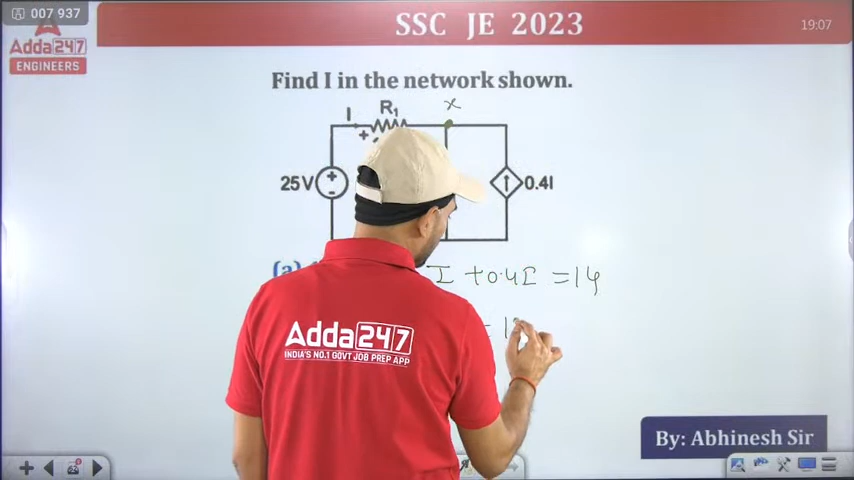 007 937
Adda247
ENGINEERS
SSC JE 2023
19:07
Find I in the network shown.
x
I R1
+
25V + - 0.4I
(a)
I + 0.4I = 14
Adda247
INDIA'S NO.1 GOVT JOB PREP APP
By: Abhinesh Sir